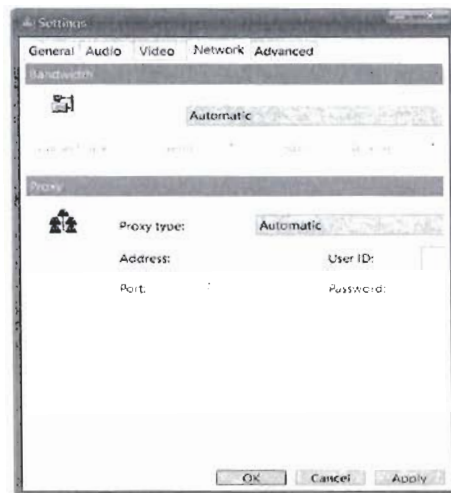 Settings
General Audio Video Network Advanced
Bandwidth
Automatic
Proxy
Proxy type: Automatic
Address: User ID:
Port: Password:
OK Cancel Apply